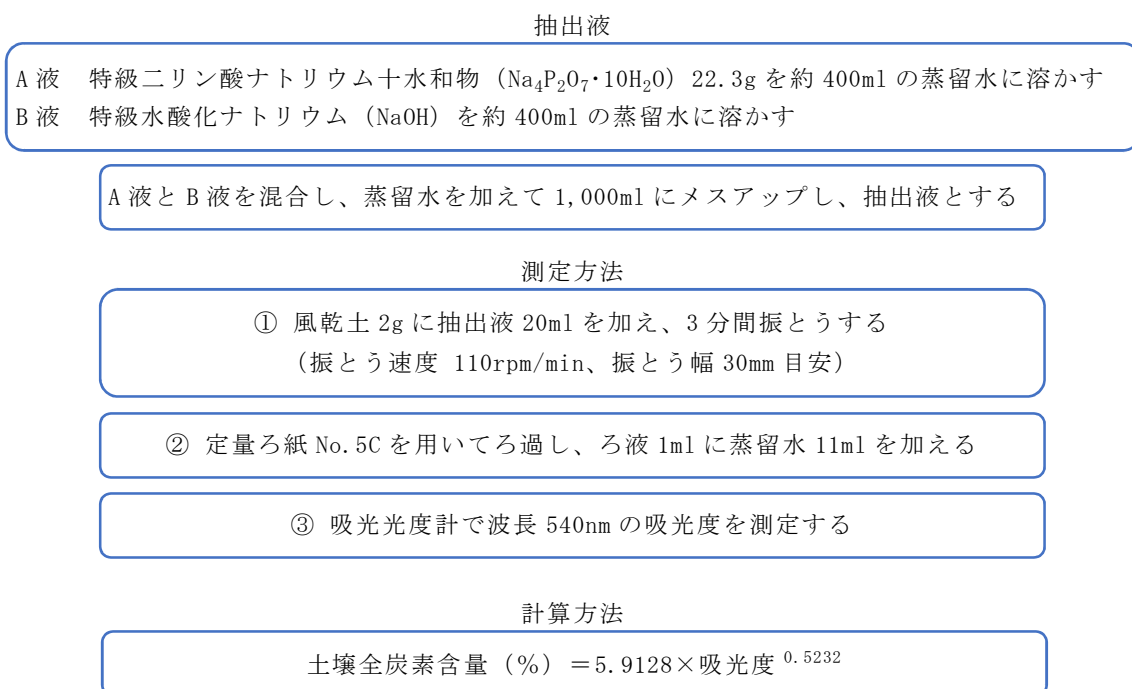 抽出液
A液 特級二リン酸ナトリウム十水和物（Na₄P₂O₇・10H₂O）22.3gを約400mlの蒸留水に溶かす
B液 特級水酸化ナトリウム（NaOH）を約400mlの蒸留水に溶かす
A液とB液を混合し、蒸留水を加えて1,000mlにメスアップし、抽出液とする
測定方法
① 風乾土2gに抽出液20mlを加え、3分間振とうする
（振とう速度 110rpm/min、振とう幅30mm目安）
② 定量ろ紙No.5Cを用いてろ過し、ろ液1mlに蒸留水11mlを加える
③ 吸光光度計で波長540nmの吸光度を測定する
計算方法
土壌全炭素含量（%）＝5.9128×吸光度⁰·⁵²³²